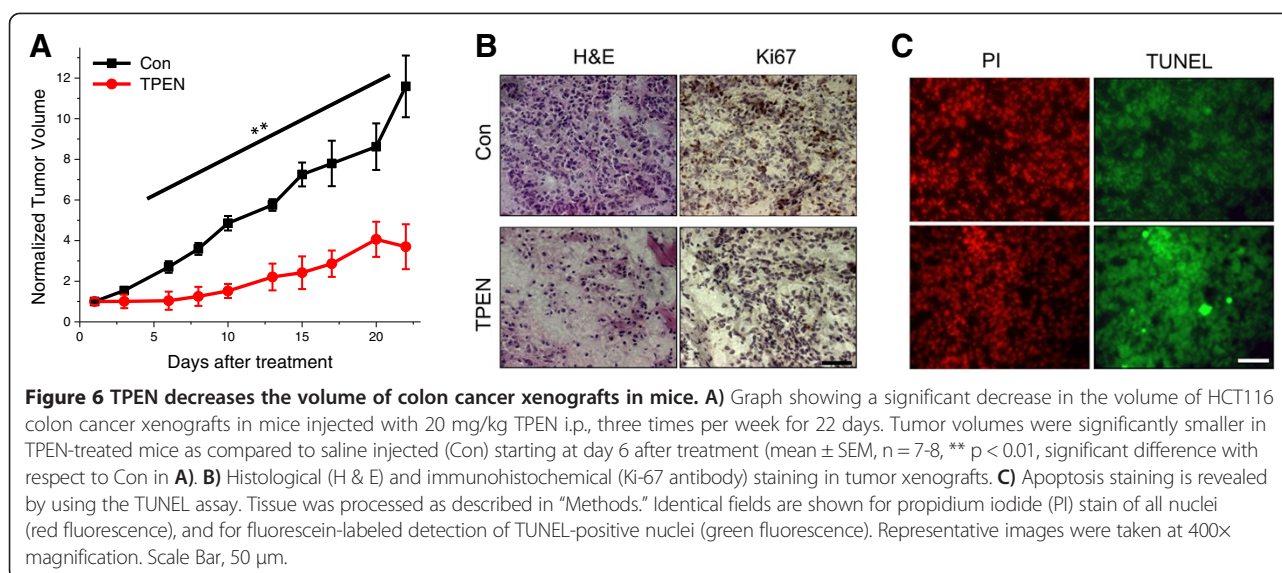 A
Con
TPEN
**
Normalized Tumor Volume
12
10
8
6
4
2
0
0 5 10 15 20
Days after treatment
B
H&E Ki67
Con
TPEN
C
PI TUNEL
Figure 6 TPEN decreases the volume of colon cancer xenografts in mice. A) Graph showing a significant decrease in the volume of HCT116
colon cancer xenografts in mice injected with 20 mg/kg TPEN i.p., three times per week for 22 days. Tumor volumes were significantly smaller in
TPEN-treated mice as compared to saline injected (Con) starting at day 6 after treatment (mean ± SEM, n = 7-8, ** p < 0.01, significant difference with
respect to Con in A). B) Histological (H & E) and immunohistochemical (Ki-67 antibody) staining in tumor xenografts. C) Apoptosis staining is revealed
by using the TUNEL assay. Tissue was processed as described in “Methods.” Identical fields are shown for propidium iodide (PI) stain of all nuclei
(red fluorescence), and for fluorescein-labeled detection of TUNEL-positive nuclei (green fluorescence). Representative images were taken at 400×
magnification. Scale Bar, 50 μm.